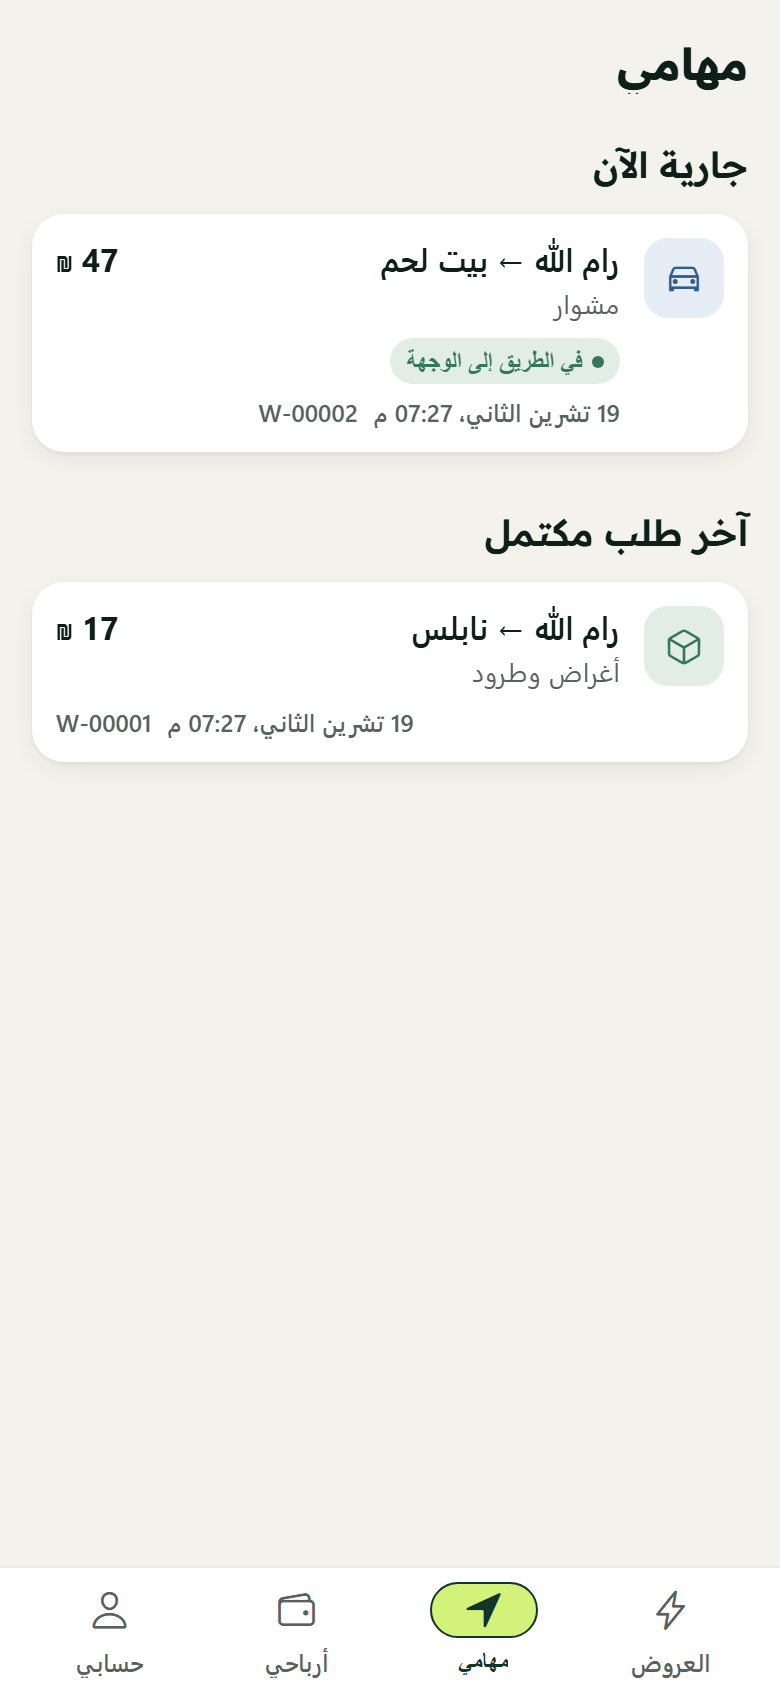 مهامي
جارية الآن
رام الله ← بيت لحم 47 ₪
مشوار
في الطريق إلى الوجهة
19 تشرين الثاني، 07:27 م W-00002
آخر طلب مكتمل
رام الله ← نابلس 17 ₪
أغراض وطرود
19 تشرين الثاني، 07:27 م W-00001
العروض
مهامي
أرباحي
حسابي